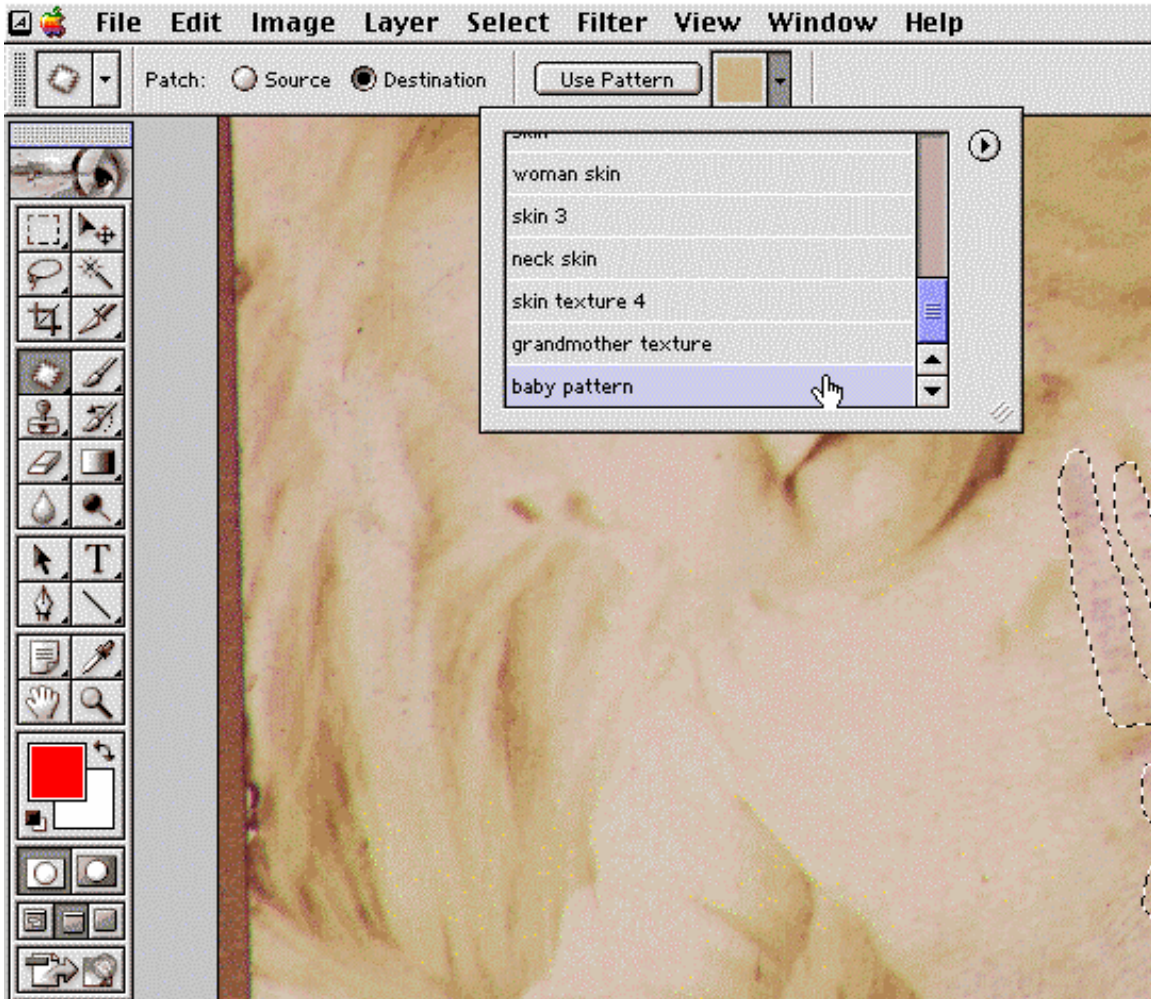 File Edit Image Layer Select Filter View Window Help
Patch: Source Destination Use Pattern
skin
woman skin
skin 3
neck skin
skin texture 4
grandmother texture
baby pattern
T